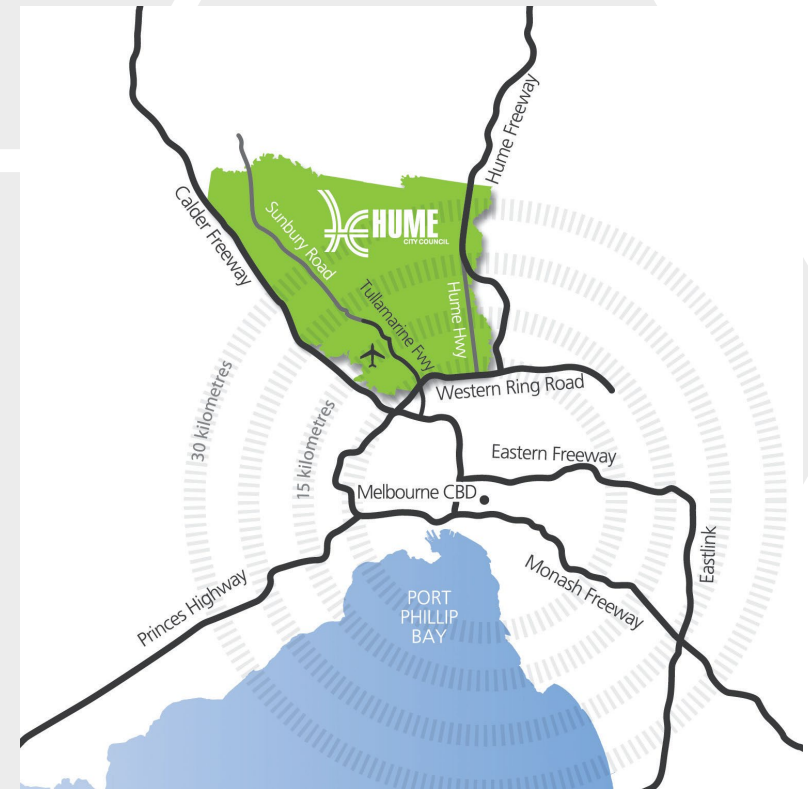 Hume Freeway
Calder Freeway
Sunbury Road
HUME
CITY COUNCIL
Tullamarine Fwy
Hume Hwy
30 kilometres
15 kilometres
Western Ring Road
Eastern Freeway
Melbourne CBD
Eastlink
Monash Freeway
Princes Highway
PORT
PHILLIP
BAY